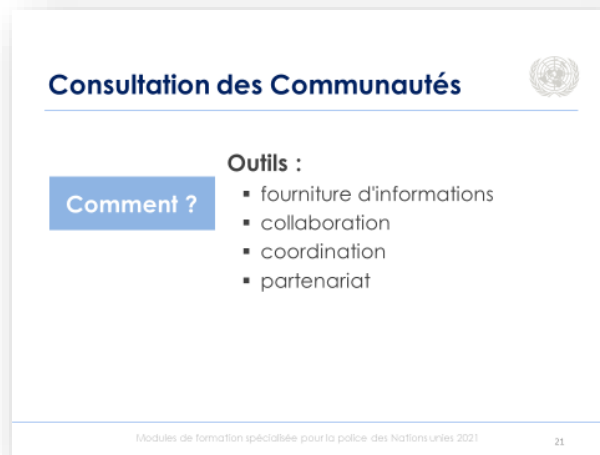 Consultation des Communautés
Comment ?
Outils :
▪ fourniture d'informations
▪ collaboration
▪ coordination
▪ partenariat
Modules de formation spécialisée pour la police des Nations unies 2021
21